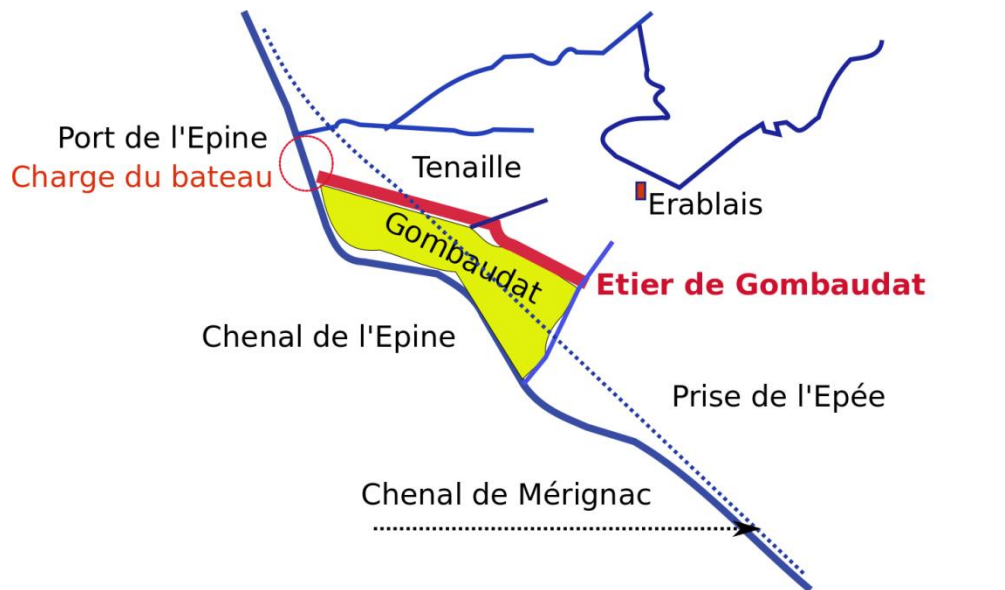 Port de l'Epine
Charge du bateau
Tenaille
Erablais
Gombaudat
Etier de Gombaudat
Chenal de l'Epine
Prise de l'Epée
Chenal de Mérignac